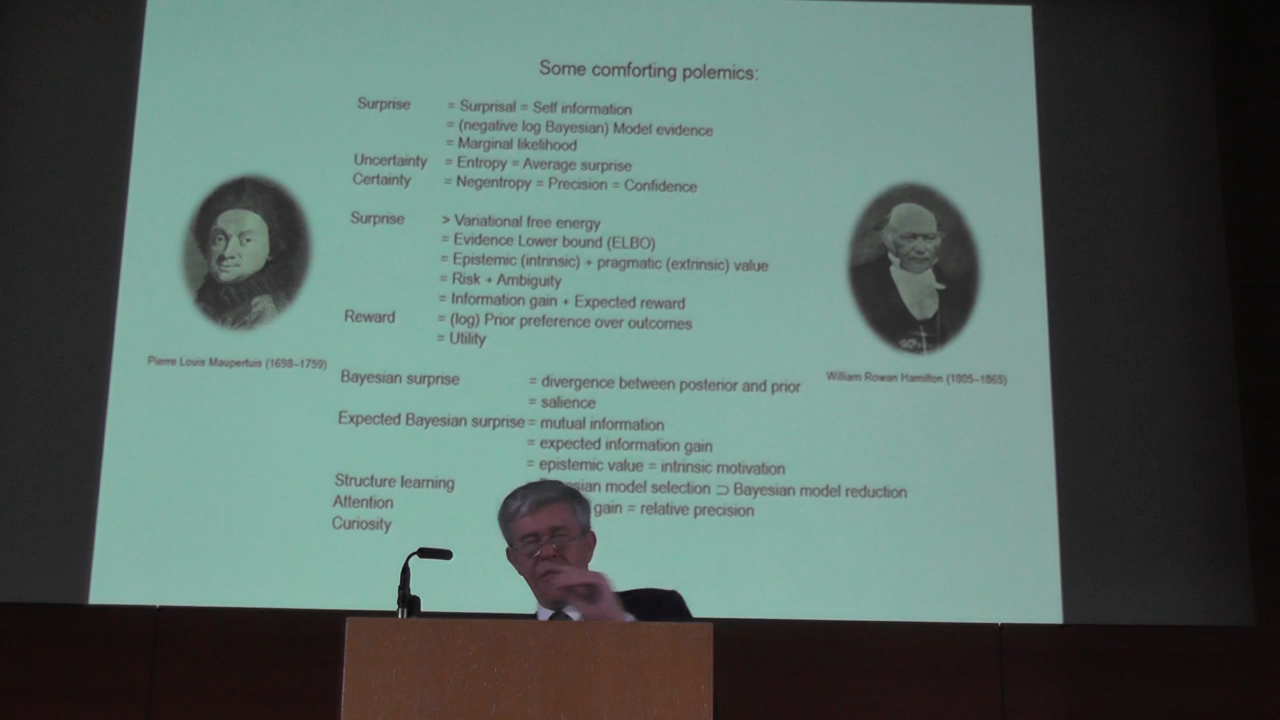 Some comforting polemics:
Surprise = Surprisal = Self information
= (negative log Bayesian) Model evidence
= Marginal likelihood
Uncertainty = Entropy = Average surprise
Certainty = Negentropy = Precision = Confidence
Surprise > Variational free energy
= Evidence Lower bound (ELBO)
= Epistemic (intrinsic) + pragmatic (extrinsic) value
= Risk + Ambiguity
= Information gain + Expected reward
Reward = (log) Prior preference over outcomes
= Utility
Pierre Louis Maupertuis (1698–1759)
William Rowan Hamilton (1805–1865)
Bayesian surprise = divergence between posterior and prior
= salience
Expected Bayesian surprise = mutual information
= expected information gain
= epistemic value = intrinsic motivation
Structure learning model selection ⊃ Bayesian model reduction
Attention gain = relative precision
Curiosity